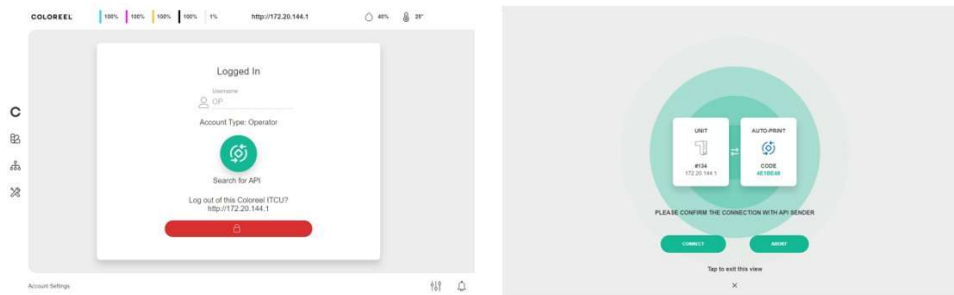 COLOREEL 100% 100% 100% 100% 1% http://172.20.144.1 40% 25°
Logged In
Username
OP
Account Type: Operator
Search for API
Log out of this Coloreel ITCU?
http://172.20.144.1
Account Settings
UNIT
#134
172.20.144.1
AUTO-PRINT
CODE
PLEASE CONFIRM THE CONNECTION WITH API SENDER
CONNECT
ABORT
Tap to exit this view